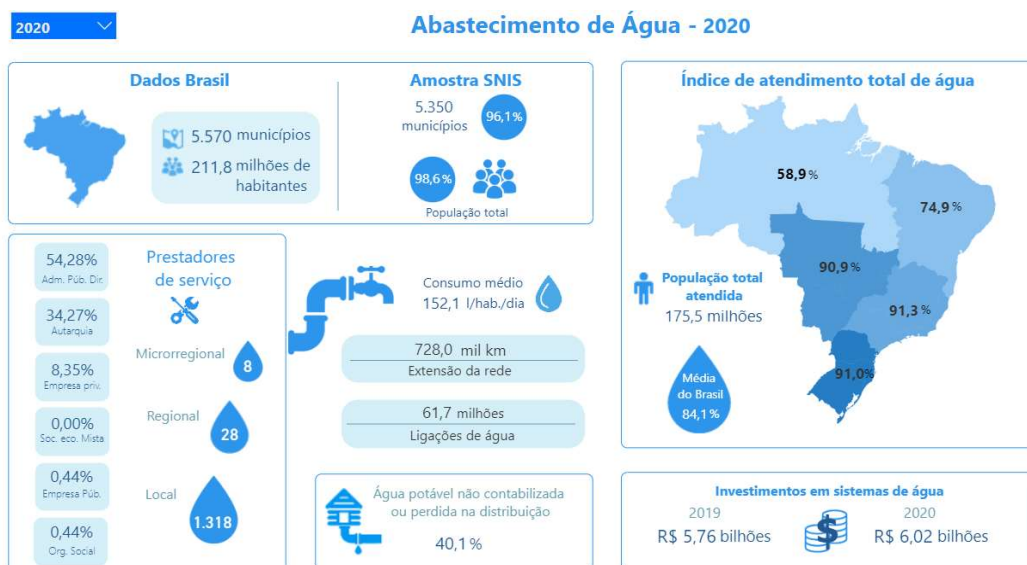 2020
Abastecimento de Água - 2020
Dados Brasil
5.570 municípios
211,8 milhões de
habitantes
Amostra SNIS
5.350
municípios
96,1%
98,6%
População total
Índice de atendimento total de água
58,9 %
74,9 %
90,9 %
91,3 %
91,0%
População total
atendida
175,5 milhões
Média
do Brasil
84,1 %
54,28%
Adm. Púb. Dir.
34,27%
Autarquia
8,35%
Empresa priv.
0,00%
Soc. eco. Mista
0,44%
Empresa Púb.
0,44%
Org. Social
Prestadores
de serviço
Microrregional
8
Regional
28
Local
1.318
Consumo médio
152,1 l/hab./dia
728,0 mil km
Extensão da rede
61,7 milhões
Ligações de água
Água potável não contabilizada
ou perdida na distribuição
40,1 %
Investimentos em sistemas de água
2019
R$ 5,76 bilhões
$
2020
R$ 6,02 bilhões